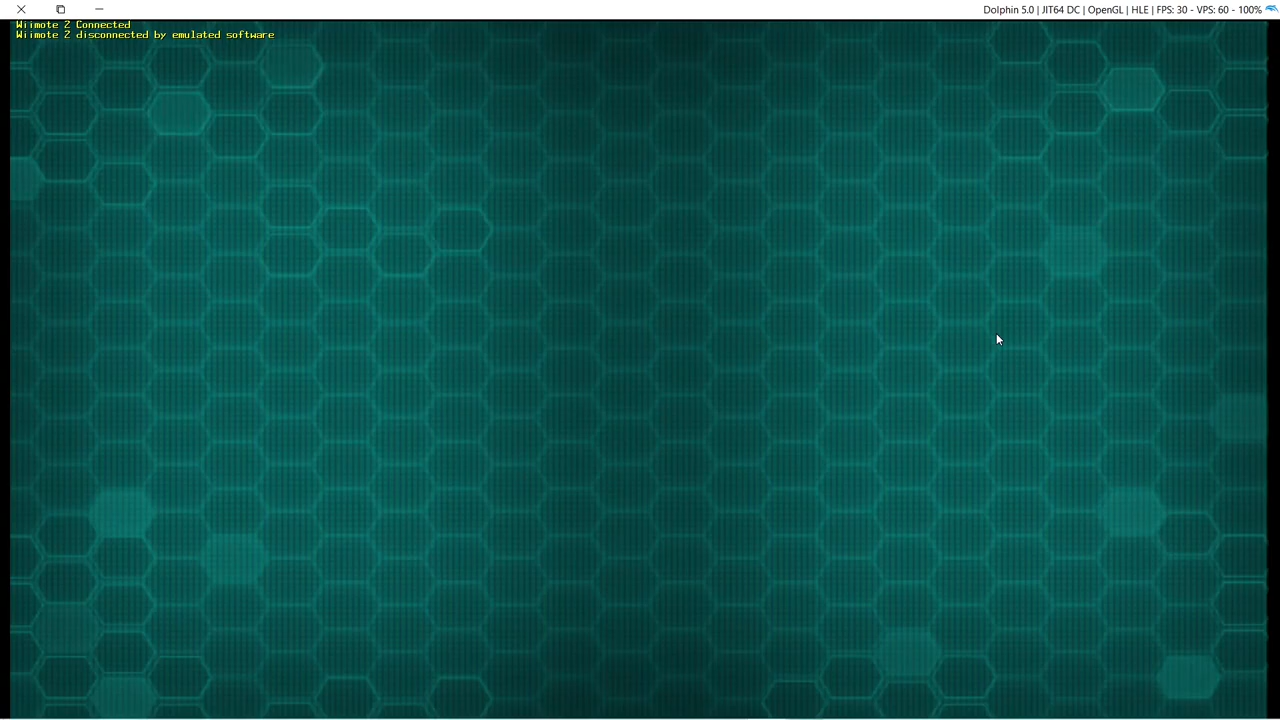 Dolphin 5.0 | JIT64 DC | OpenGL | HLE | FPS: 30 - VPS: 60 - 100%
Wiimote 2 Connected
Wiimote 2 disconnected by emulated software